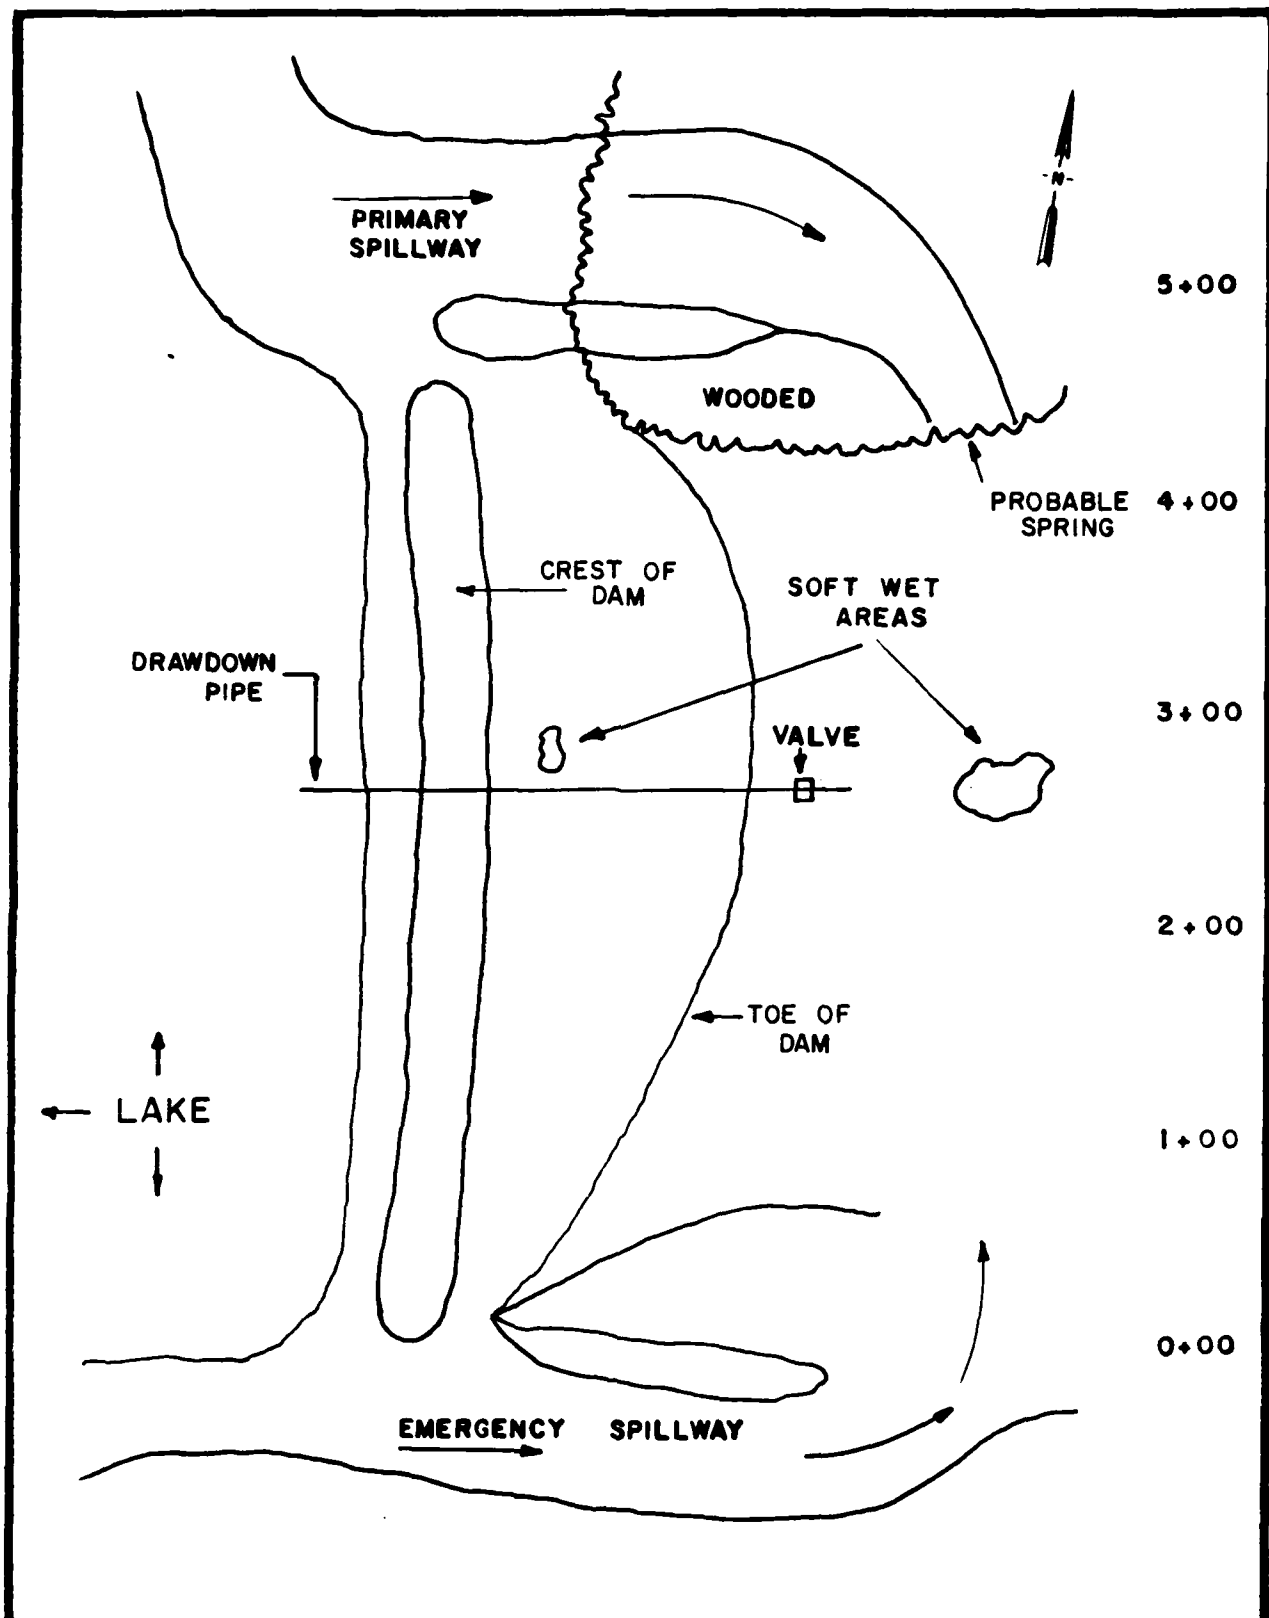 -N-
PRIMARY
SPILLWAY
5+00
WOODED
PROBABLE
SPRING
4+00
CREST OF
DAM
SOFT WET
AREAS
DRAWDOWN
PIPE
3+00
VALVE
2+00
TOE OF
DAM
LAKE
1+00
0+00
EMERGENCY SPILLWAY